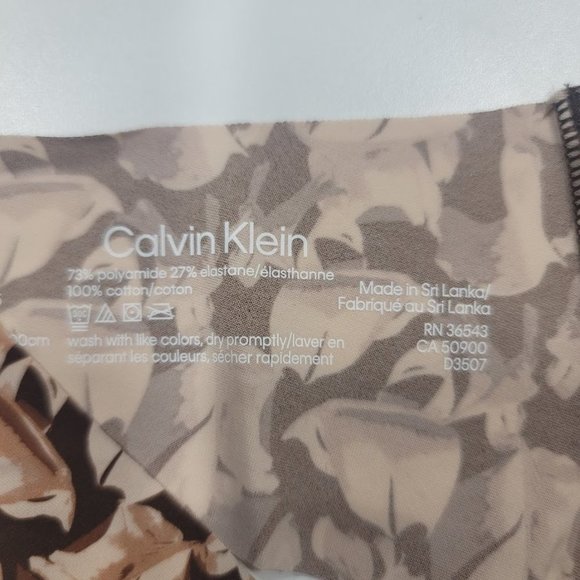 Calvin Klein
73% polyamide 27% elastane/élasthanne
100% cotton/coton
wash with like colors, dry promptly/laver en
séparant les couleurs, sécher rapidement
Made in Sri Lanka/
Fabriqué au Sri Lanka
RN 36543
CA 50900
D3507